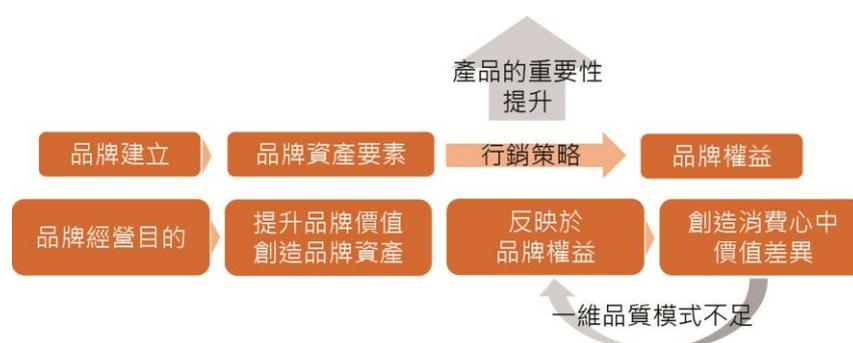 產品的重要性
提升
品牌建立
品牌資產要素
行銷策略
品牌權益
品牌經營目的
提升品牌價值
創造品牌資產
反映於
品牌權益
創造消費心中
價值差異
一維品質模式不足